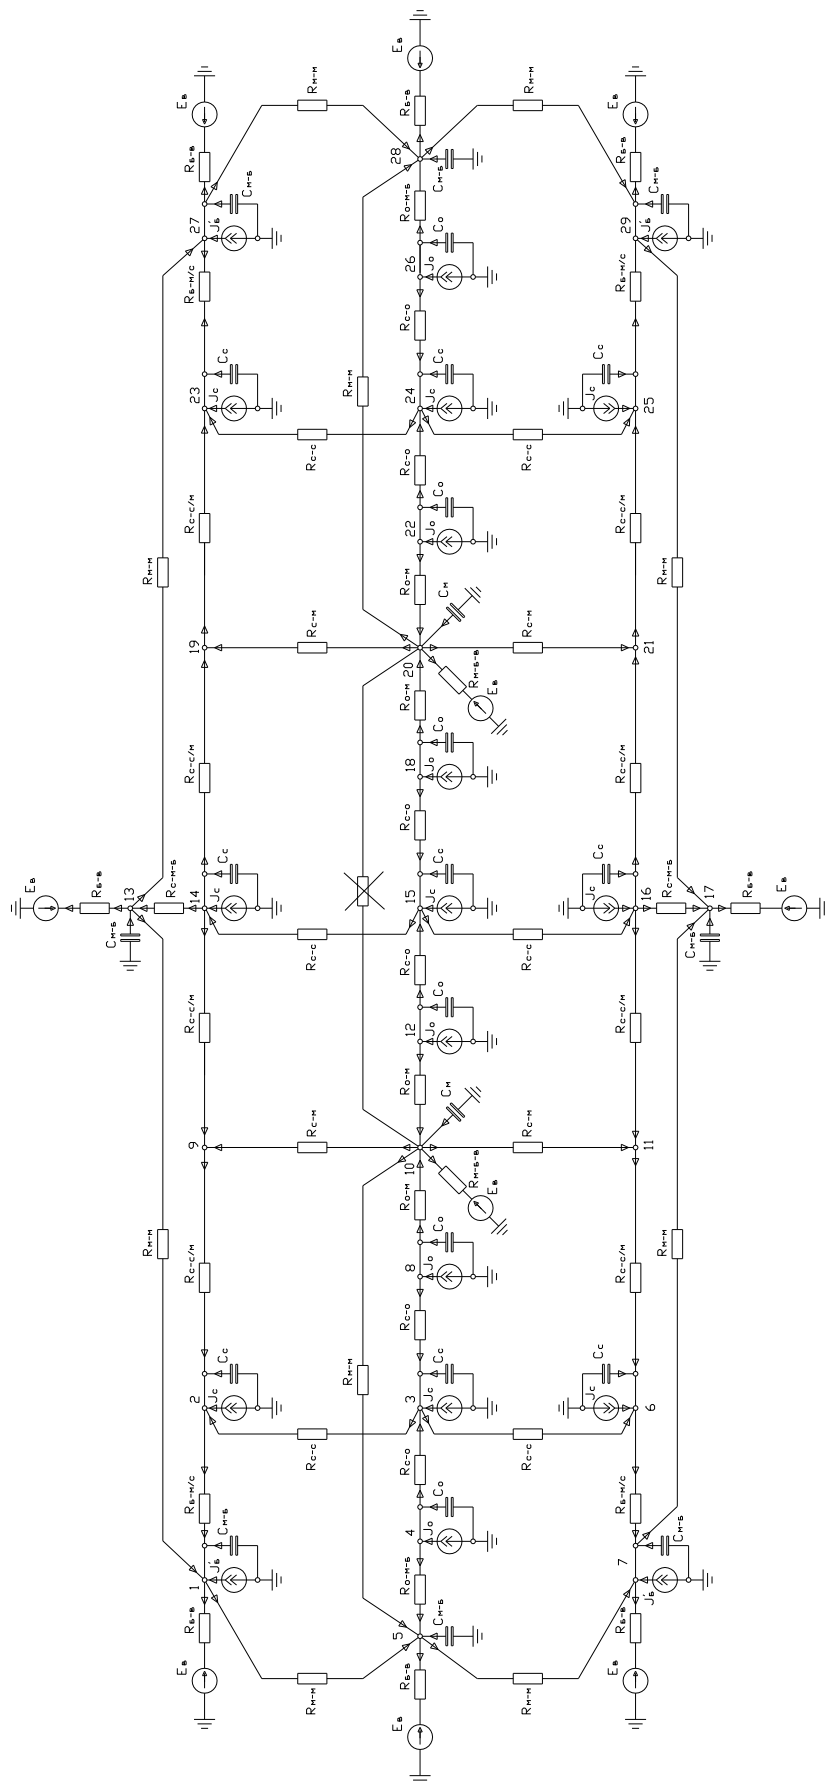 Eв
Rм-м
Rм-м
Eв
Eв
Rб-в
Rб-в
Rб-в
28
Cм-б
Cм-б
Cм-б
27
J'б
Rо-м-б
Cо
29
J'б
26
Jо
Rб-м/с
Rб-м/с
Rс-о
Cс
Cс
Cс
23
Jс
Rм-м
24
Jс
Jс
25
Rс-с
Rс-с
Rс-о
Cо
Rс-с/м
Rс-с/м
22
Jо
Rм-м
Rо-м
Rм-м
Cм
19
Rс-м
Rс-м
21
20
Rм-б-в
Eв
Rо-м
Cо
18
Jо
Rс-с/м
Rс-с/м
Rс-о
Eв
Rб-в
13
Rс-м-б
14
Cс
Jс
Cс
15
Jс
Cс
Jс
16
Rс-м-б
17
Rб-в
Eв
Cм-б
Rс-с
Rс-с
Cм-б
Rс-о
Cо
Rс-с/м
Rс-с/м
12
Jо
Rо-м
Cм
9
Rс-м
Rс-м
11
10
Rм-б-в
Eв
Rм-м
Rо-м
Cо
Rм-м
8
Jо
Rс-с/м
Rс-с/м
Rс-о
Cс
Rм-м
Cс
Cс
2
Jс
3
Jс
Jс
6
Rс-с
Rс-с
Rс-о
Cо
Rб-м/с
Rб-м/с
Cм-б
4
Jо
Cм-б
1
J'б
Rо-м-б
7
J'б
Rб-в
Cм-б
Rб-в
5
Eв
Rм-м
Rб-в
Rм-м
Eв
Eв